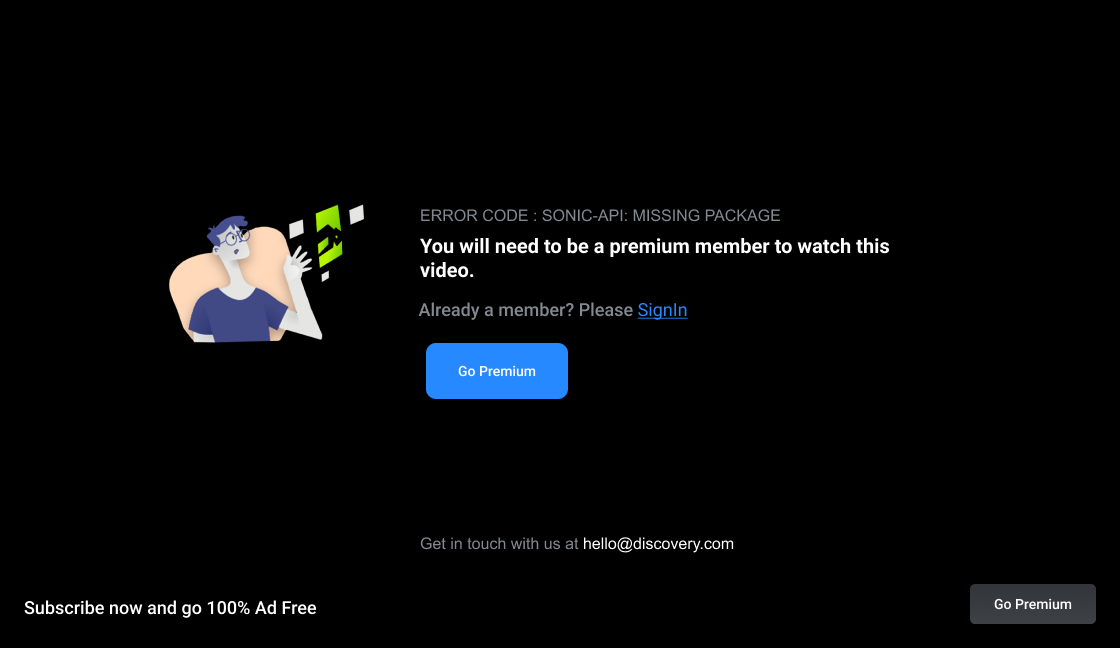 ERROR CODE : SONIC-API: MISSING PACKAGE
You will need to be a premium member to watch this
video.
Already a member? Please SignIn
Go Premium
Get in touch with us at hello@discovery.com
Subscribe now and go 100% Ad Free
Go Premium